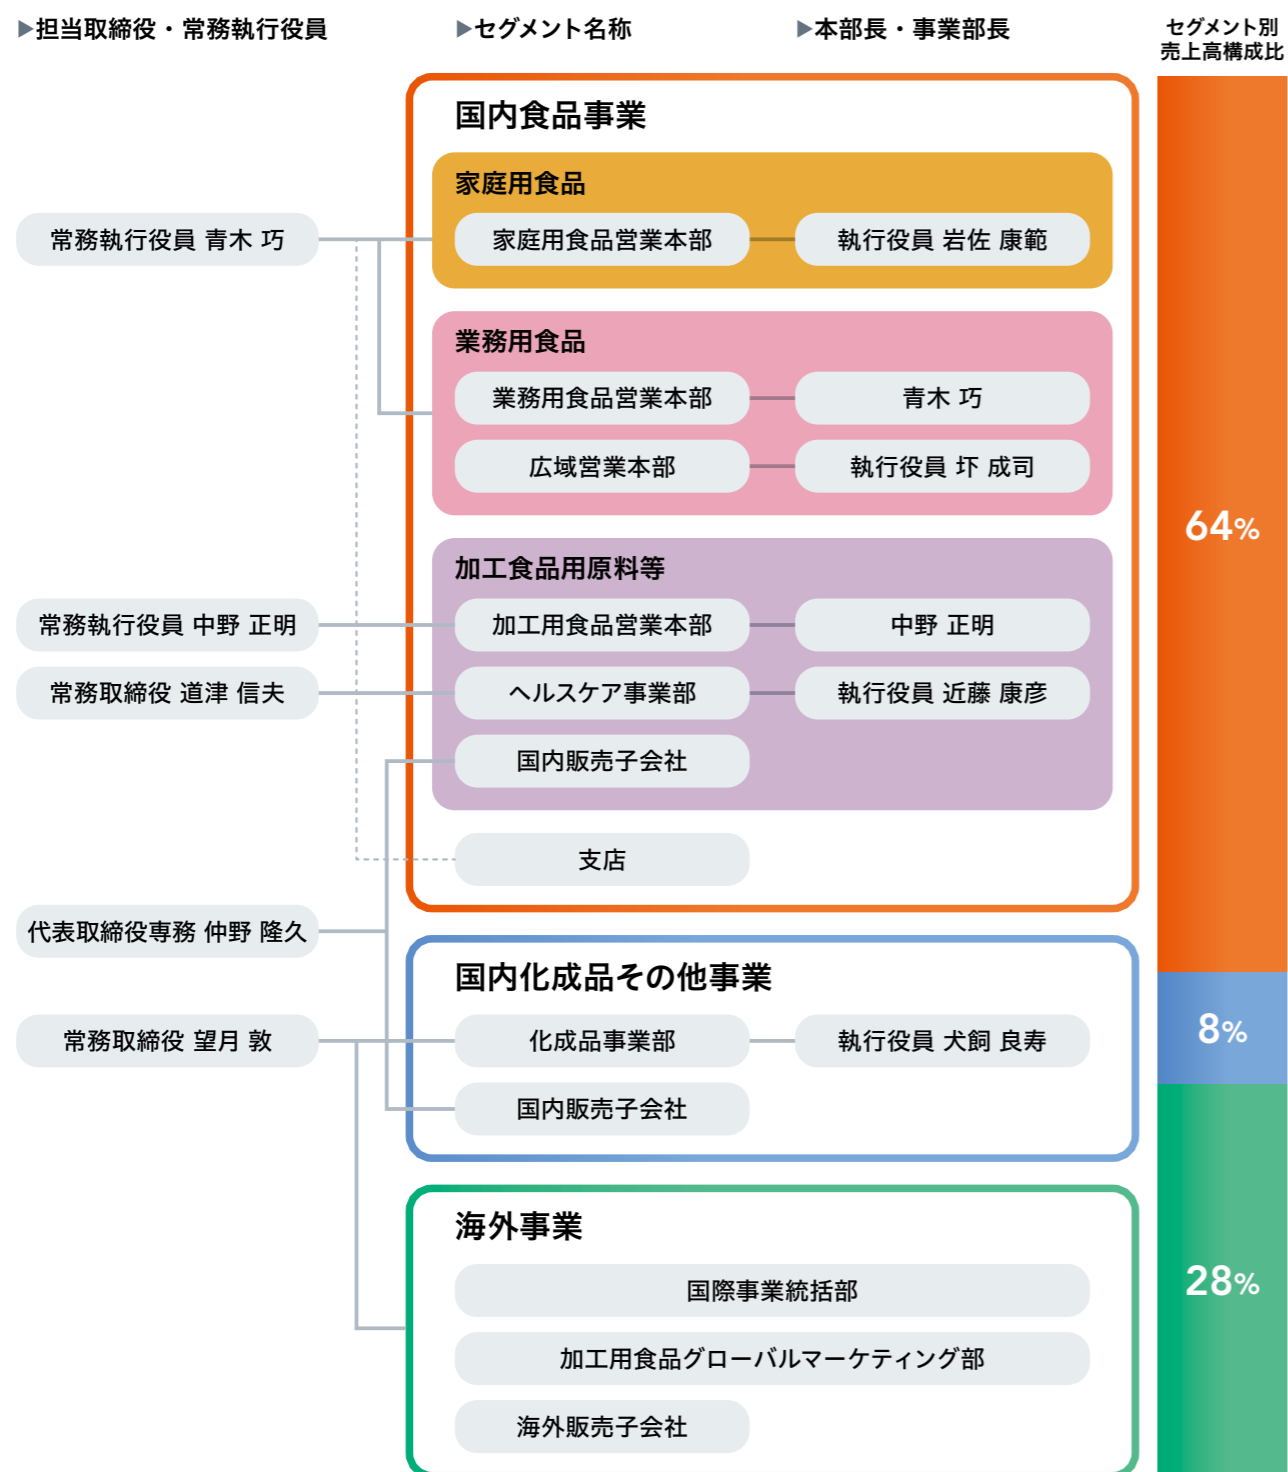 ▶担当取締役・常務執行役員
▶セグメント名称
▶本部長・事業部長
セグメント別
売上高構成比
国内食品事業
家庭用食品
常務執行役員 青木 巧
家庭用食品営業本部
執行役員 岩佐 康範
業務用食品
業務用食品営業本部
青木 巧
広域営業本部
執行役員 圷 成司
64%
加工食品用原料等
常務執行役員 中野 正明
加工用食品営業本部
中野 正明
常務取締役 道津 信夫
ヘルスケア事業部
執行役員 近藤 康彦
国内販売子会社
支店
代表取締役専務 仲野 隆久
国内化成品その他事業
常務取締役 望月 敦
化成品事業部
執行役員 犬飼 良寿
8%
国内販売子会社
海外事業
国際事業統括部
28%
加工用食品グローバルマーケティング部
海外販売子会社